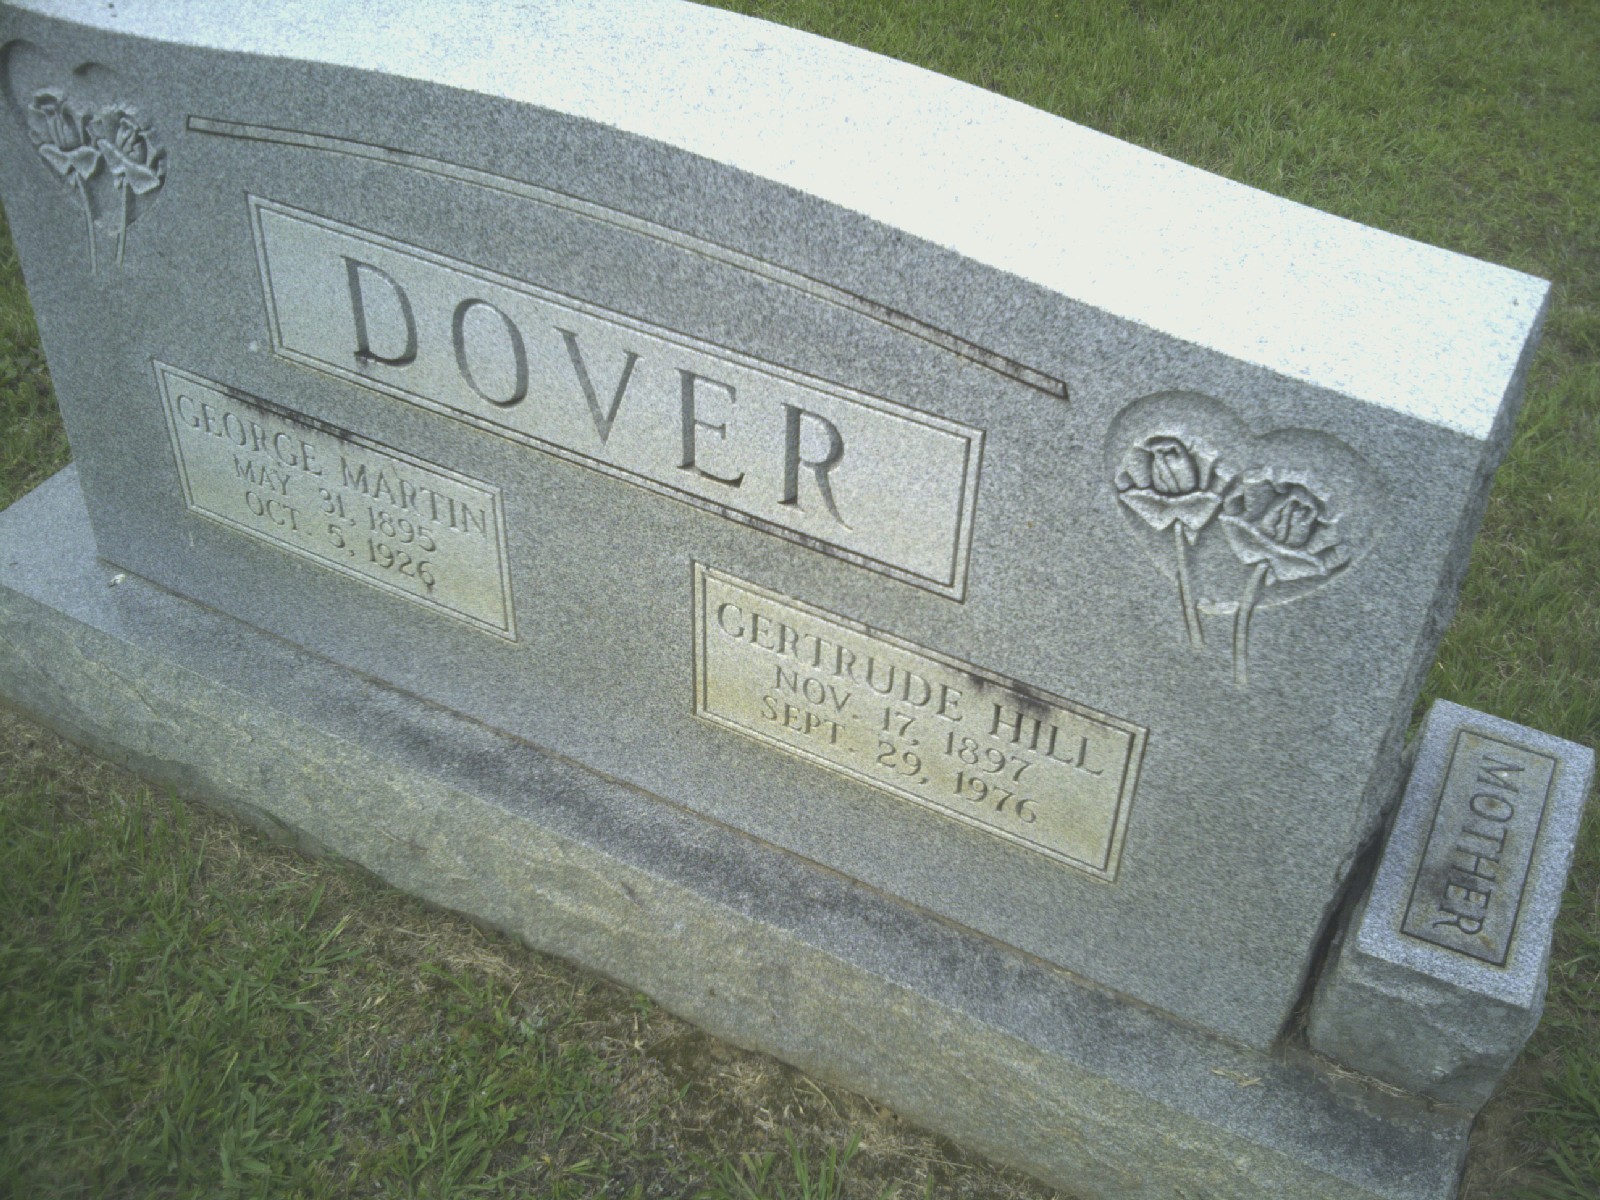 DOVER
GEORGE MARTIN
MAY 31, 1895
OCT. 5, 1926
GERTRUDE HILL
NOV. 17, 1897
SEPT. 29, 1976
MOTHER